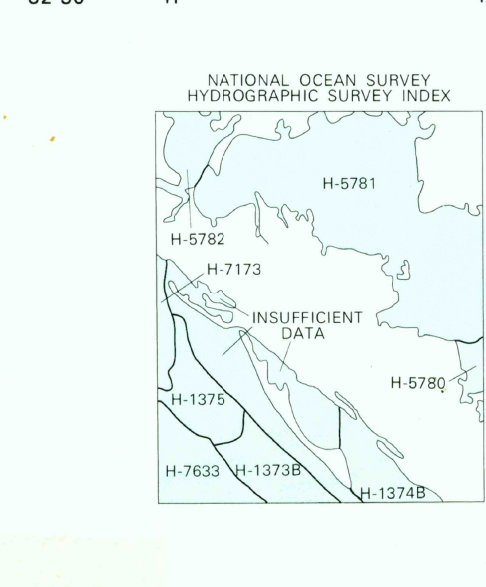 NATIONAL OCEAN SURVEY
HYDROGRAPHIC SURVEY INDEX
H-5781
H-5782
H-7173
INSUFFICIENT
DATA
H-5780
H-1375
H-7633
H-1373B
H-1374B